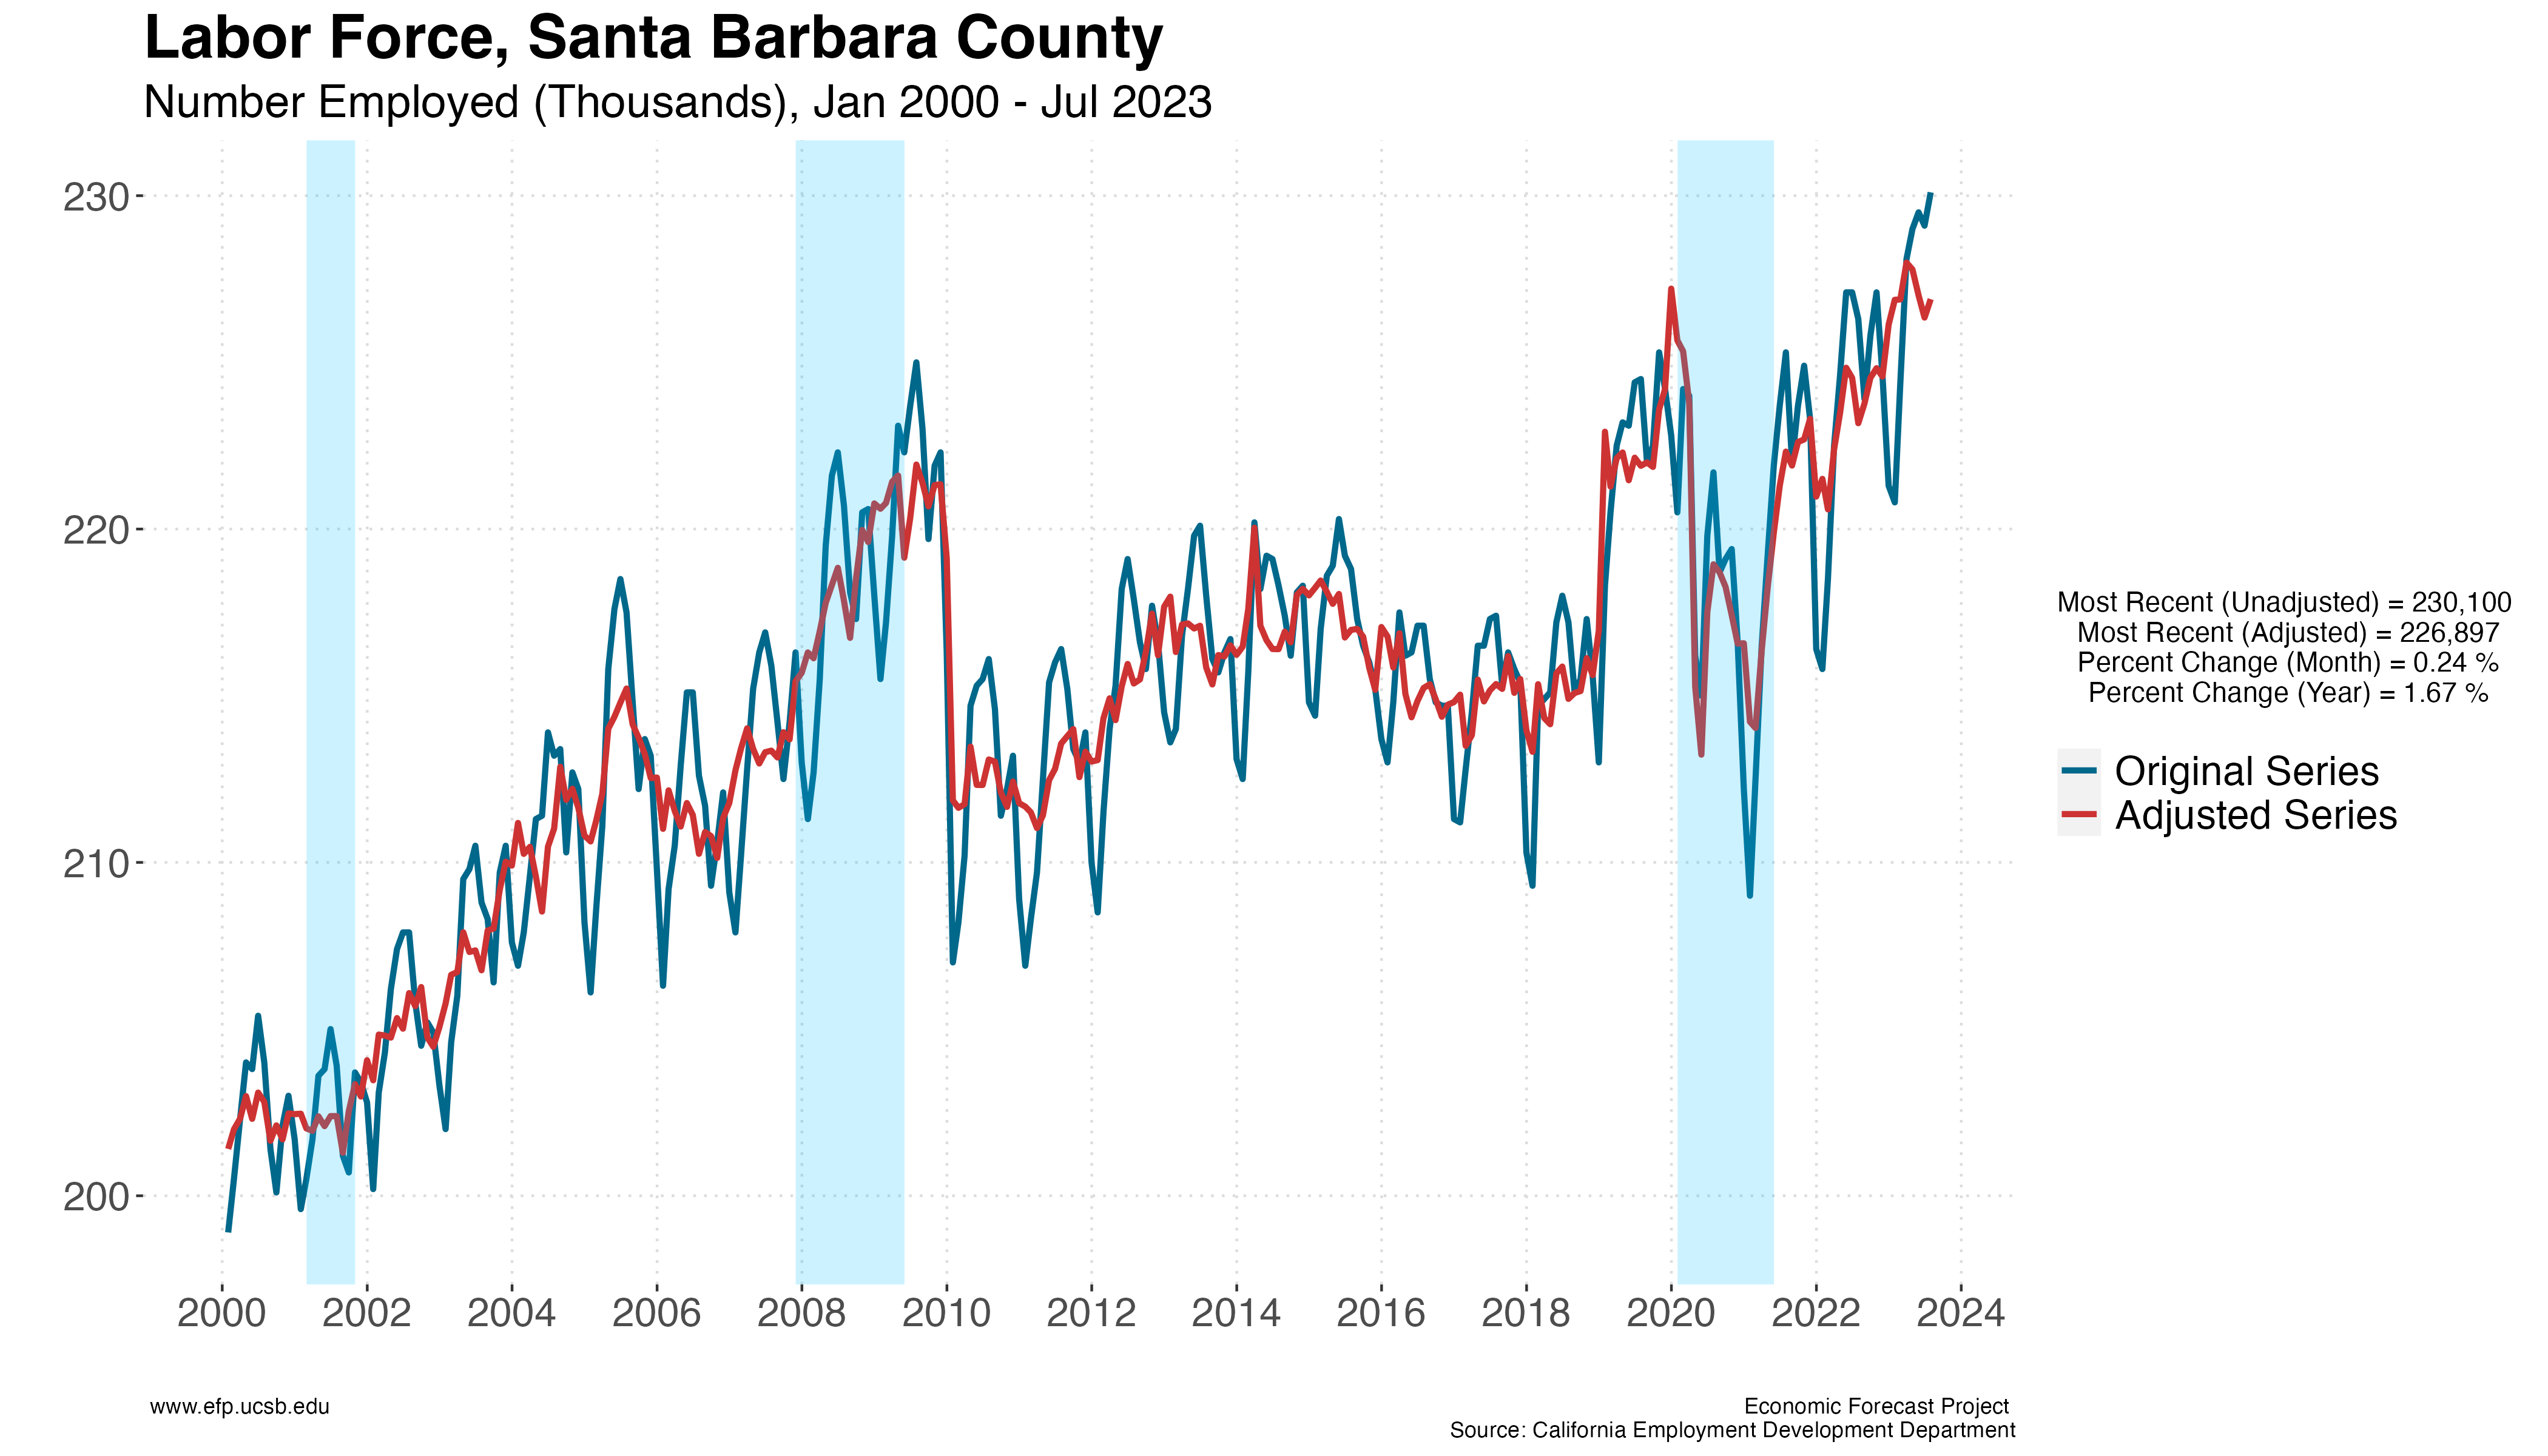 Labor Force, Santa Barbara County
Number Employed (Thousands), Jan 2000 - Jul 2023
230
220
210
200
2000 2002 2004 2006 2008 2010 2012 2014 2016 2018 2020 2022 2024
Most Recent (Unadjusted) = 230,100
Most Recent (Adjusted) = 226,897
Percent Change (Month) = 0.24 %
Percent Change (Year) = 1.67 %
Original Series
Adjusted Series
www.efp.ucsb.edu
Economic Forecast Project
Source: California Employment Development Department